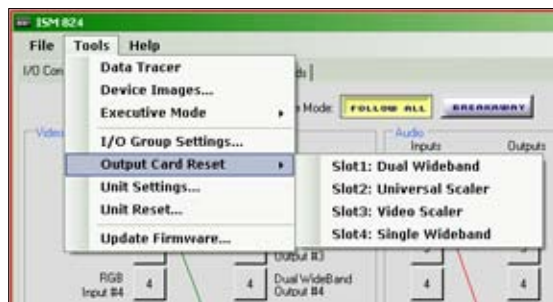 ISM 824
File Tools Help
I/O Con
Data Tracer
Device Images...
Executive Mode
I/O Group Settings...
Output Card Reset
Unit Settings...
Unit Reset...
Update Firmware...
Mode: FOLLOW ALL BREAKAWAY
Audio
Inputs Outputs
Slot1: Dual Wideband
Slot2: Universal Scaler
Slot3: Video Scaler
Slot4: Single Wideband
Output #3
RGB Input #4 4 4 Dual WideBand Output #4 4 4